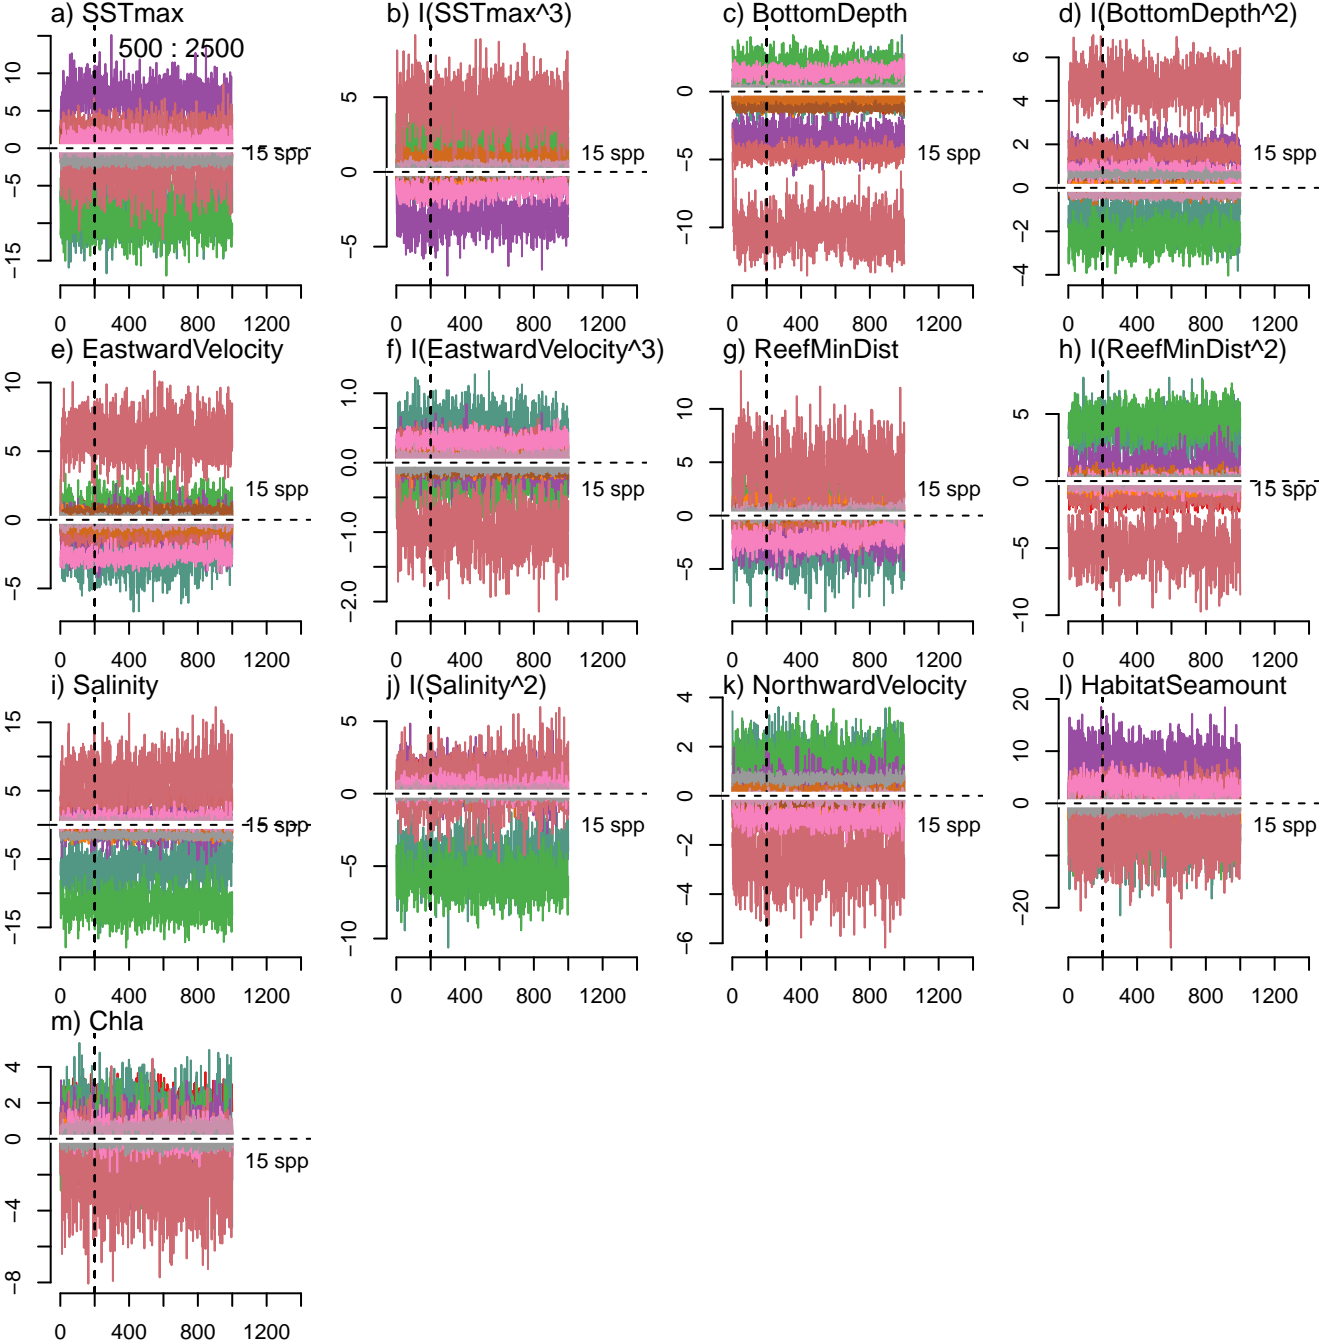 a) SSTmax
500 : 2500
10
5
0
−5
−15
15 spp
0 400 800 1200
b) I(SSTmax^3)
5
0
−5
15 spp
0 400 800 1200
c) BottomDepth
0
−5
−10
15 spp
0 400 800 1200
d) I(BottomDepth^2)
6
4
2
0
−2
−4
15 spp
0 400 800 1200
e) EastwardVelocity
10
5
0
−5
15 spp
0 400 800 1200
f) I(EastwardVelocity^3)
1.0
0.0
0.0
−1.0
−2.0
15 spp
0 400 800 1200
g) ReefMinDist
10
5
0
−5
15 spp
0 400 800 1200
h) I(ReefMinDist^2)
5
0
−5
−10
15 spp
0 400 800 1200
i) Salinity
15
5
−5
−15
15 spp
0 400 800 1200
j) I(Salinity^2)
5
0
−5
−10
15 spp
0 400 800 1200
k) NorthwardVelocity
4
2
0
−2
−4
−6
15 spp
0 400 800 1200
l) HabitatSeamount
20
10
0
−20
15 spp
0 400 800 1200
m) Chla
4
2
0
−4
−8
15 spp
0 400 800 1200